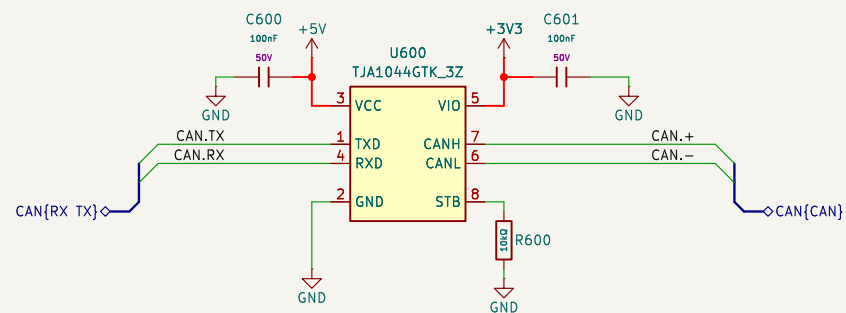 C600
100nF
50V
+5V
GND
U600
TJA1044GTK_3Z
+3V3
C601
100nF
50V
GND
3 VCC
VIO 5
CAN.TX
1 TXD
CANH 7
CAN.+
CAN.RX
4 RXD
CANL 6
CAN.-
2 GND
STB 8
CAN{RX TX}
CAN{CAN}
10kΩ
R600
GND
GND